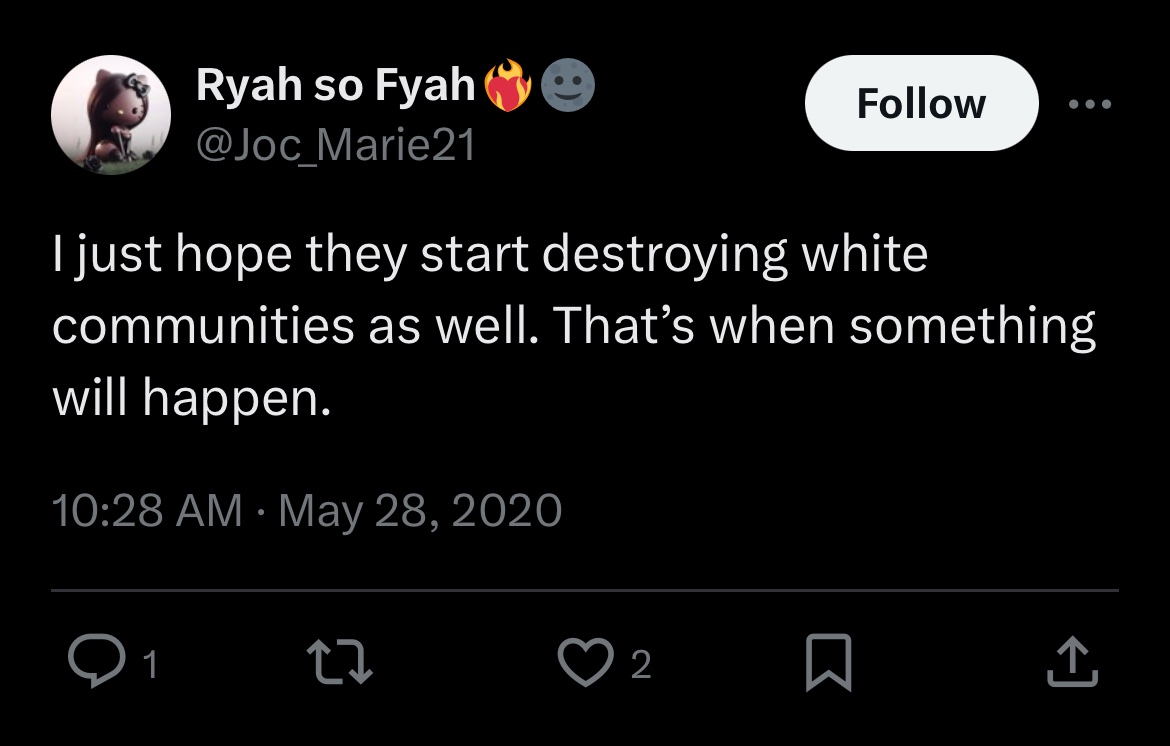 Ryah so Fyah❤️‍🔥🌚
@Joc_Marie21
Follow
I just hope they start destroying white
communities as well. That’s when something
will happen.
10:28 AM · May 28, 2020
1
2